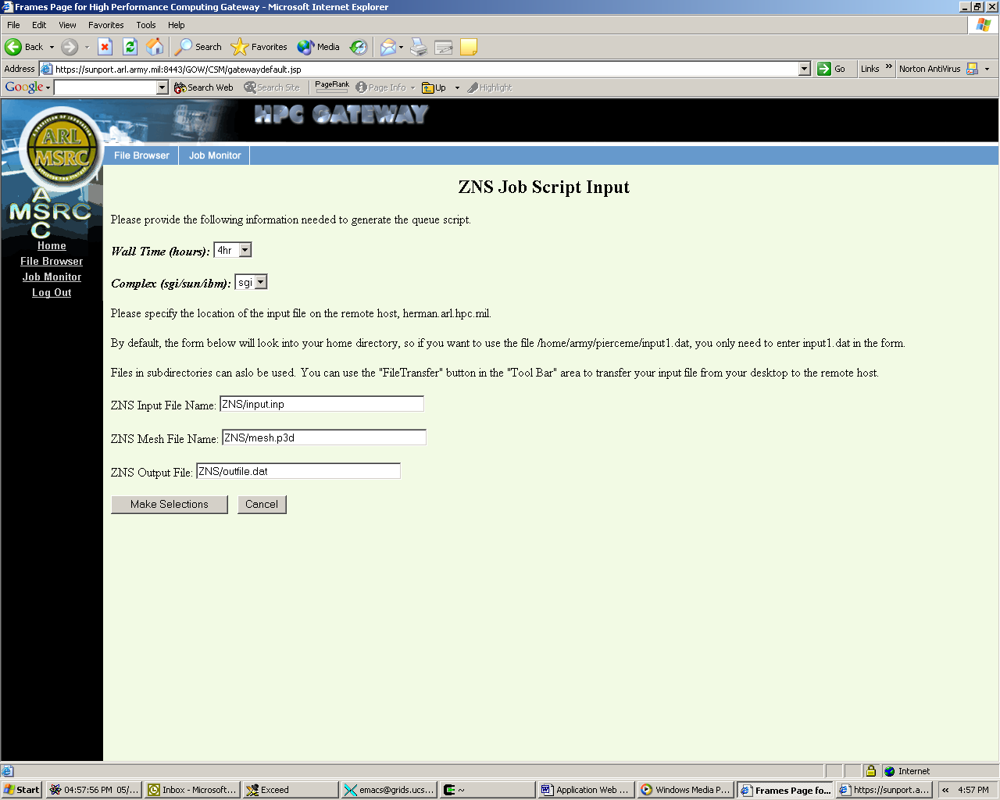 Frames Page for High Performance Computing Gateway - Microsoft Internet Explorer
File Edit View Favorites Tools Help
Back Search Favorites Media
Address https://sunport.arl.army.mil:8443/GOW/CSM/gatewaydefault.jsp Go Links » Norton AntiVirus
Google Search Web Search Site PageRank Page Info Up Highlight
HPC GATEWAY
ARL
MSRC
File Browser Job Monitor
A
MSRC
C
Home
File Browser
Job Monitor
Log Out
ZNS Job Script Input
Please provide the following information needed to generate the queue script.
Wall Time (hours): 4hr
Complex (sgi/sun/ibm): sgi
Please specify the location of the input file on the remote host, herman.arl.hpc.mil.
By default, the form below will look into your home directory, so if you want to use the file /home/army/pierceme/input1.dat, you only need to enter input1.dat in the form.
Files in subdirectories can aslo be used. You can use the "FileTransfer" button in the "Tool Bar" area to transfer your input file from your desktop to the remote host.
ZNS Input File Name: ZNS/input.inp
ZNS Mesh File Name: ZNS/mesh.p3d
ZNS Output File: ZNS/outfile.dat
Make Selections Cancel
Internet
Start 04:57:56 PM 05/... Inbox - Microsoft... Exceed emacs@grids.ucs... ~ Application Web ... Windows Media P... Frames Page fo... https://sunport.a... « 4:57 PM